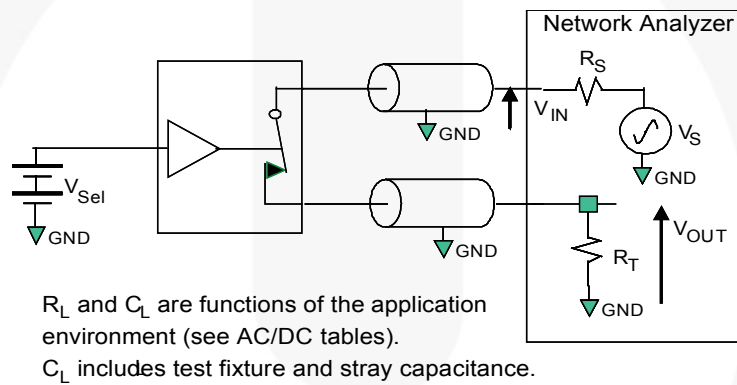 Network Analyzer
R_S
V_IN
GND
V_S
GND
V_Sel
GND
GND
R_T
V_OUT
GND
R_L and C_L are functions of the application
environment (see AC/DC tables).
C_L includes test fixture and stray capacitance.